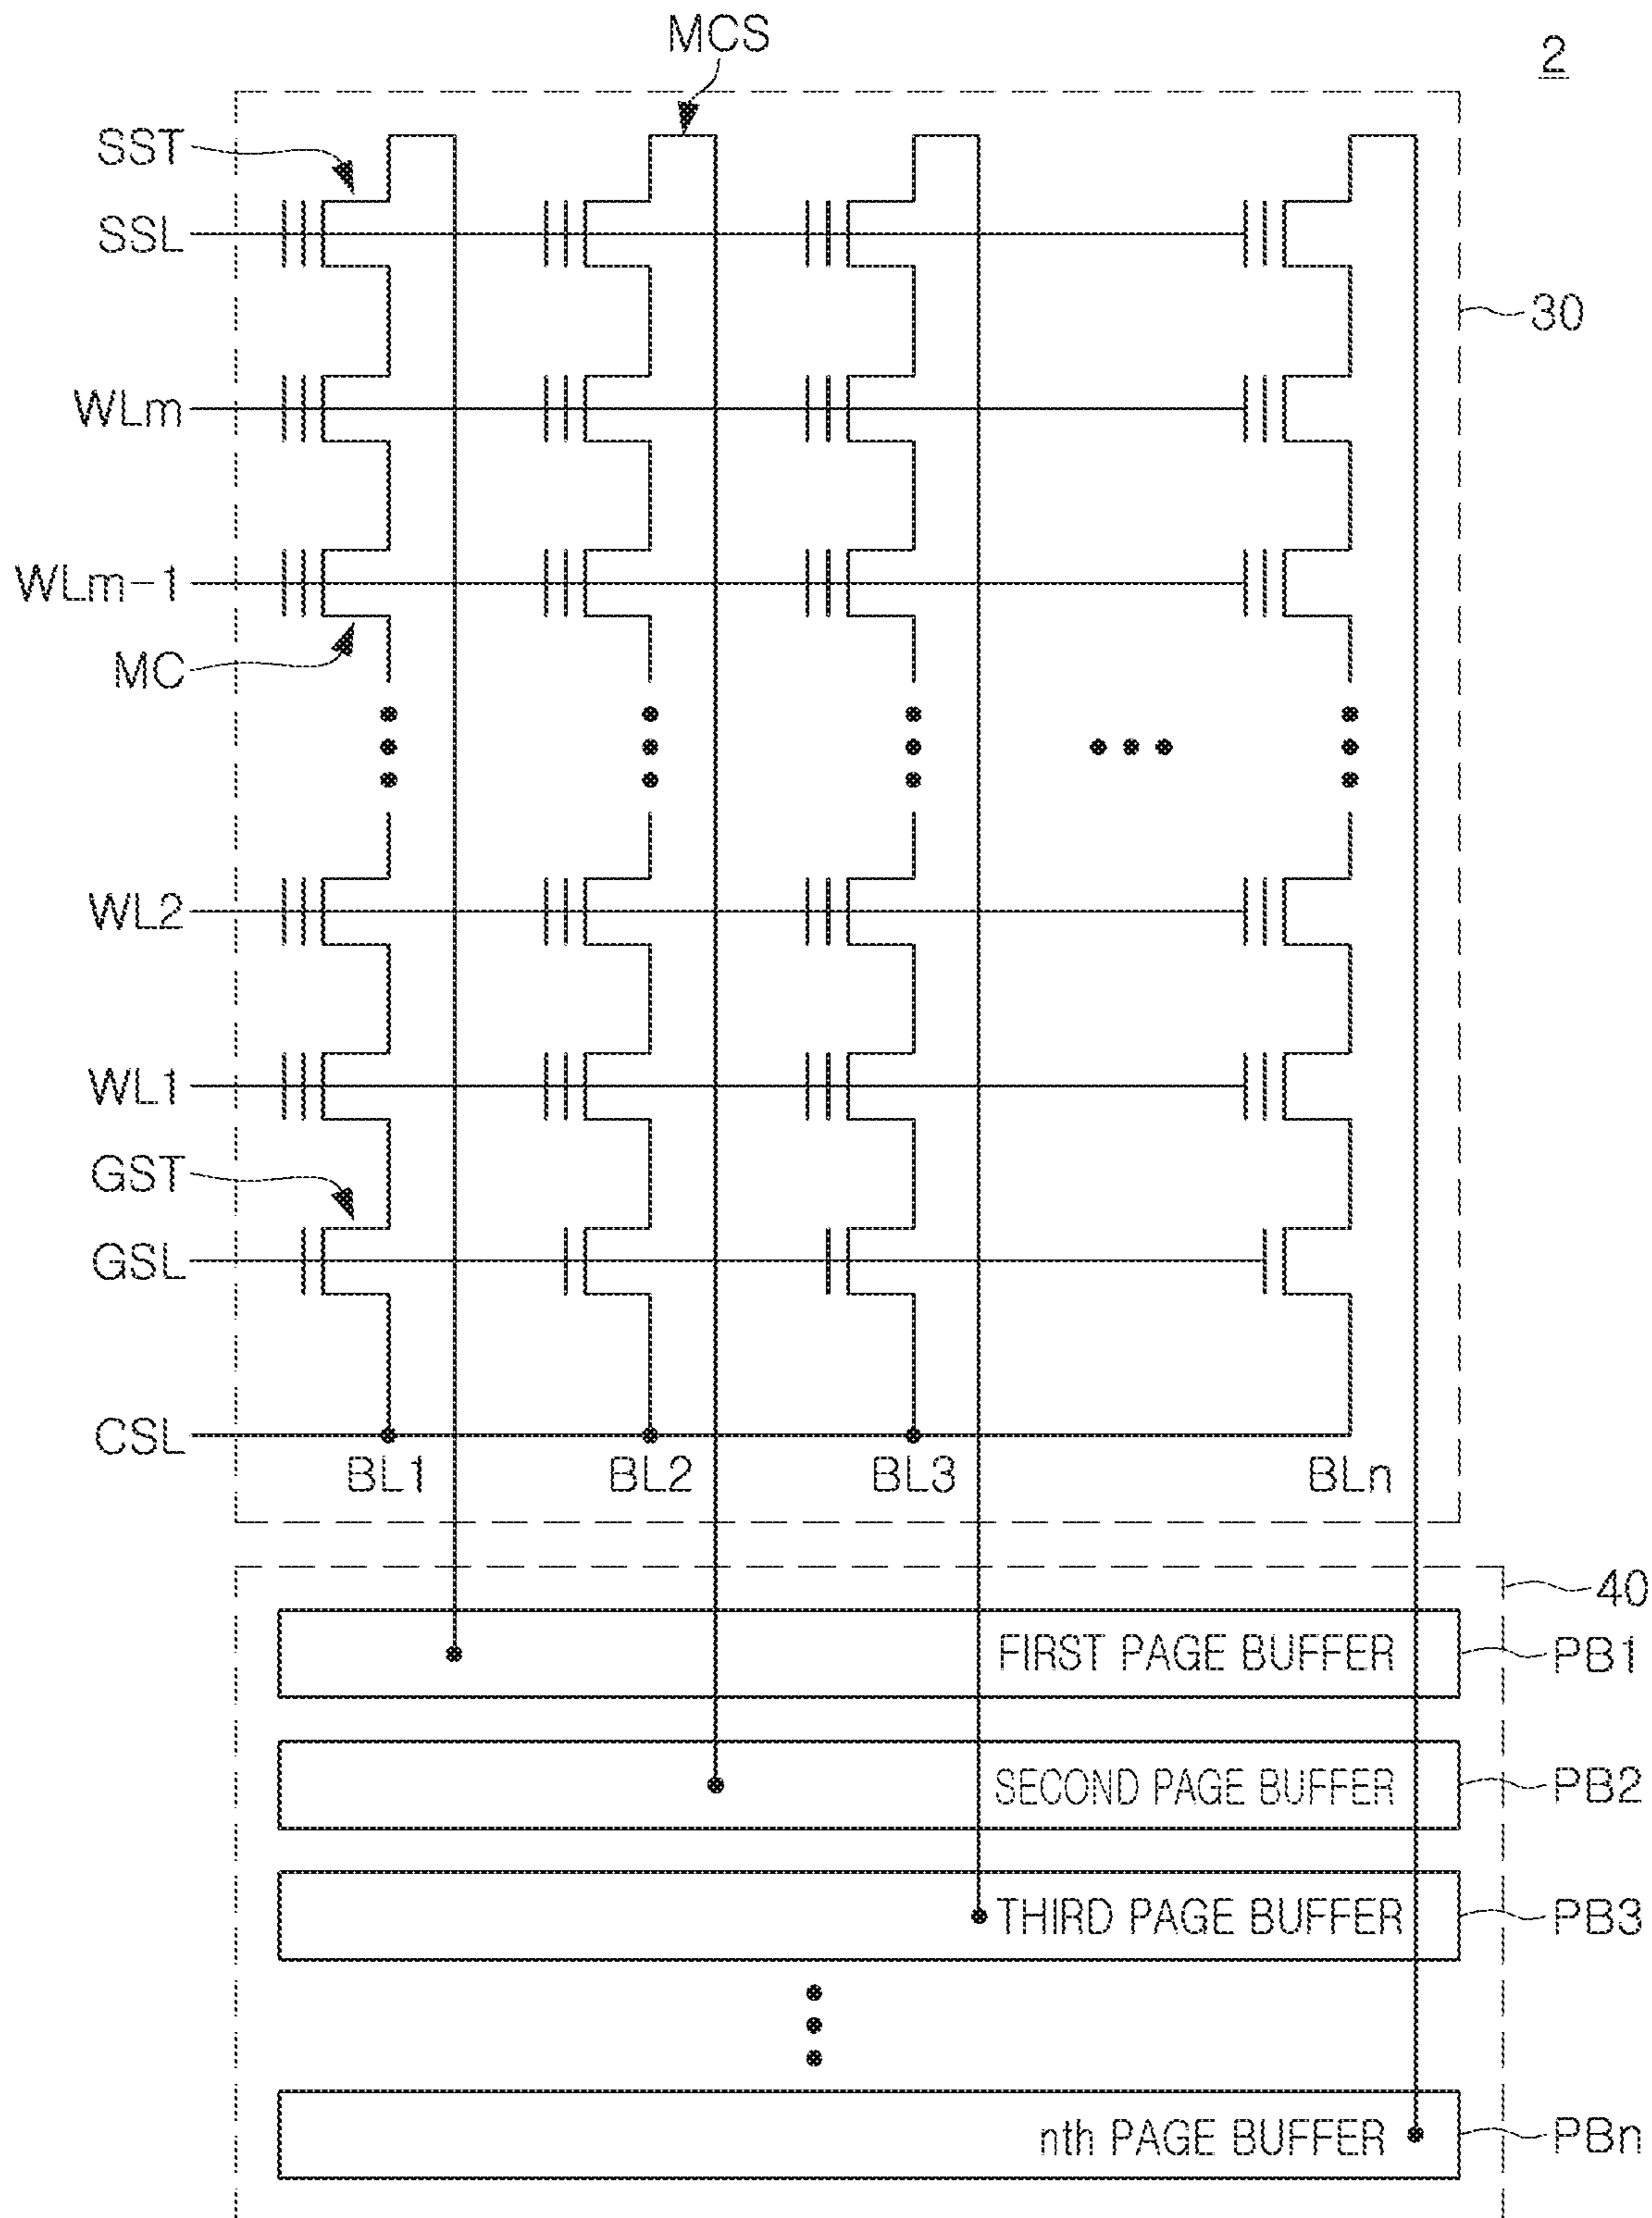 MCS
2
SST
SSL
30
WLm
WLm-1
MC
WL2
WL1
GST
GSL
CSL
BL1 BL2 BL3 BLn
40
FIRST PAGE BUFFER PB1
SECOND PAGE BUFFER PB2
THIRD PAGE BUFFER PB3
nth PAGE BUFFER PBn